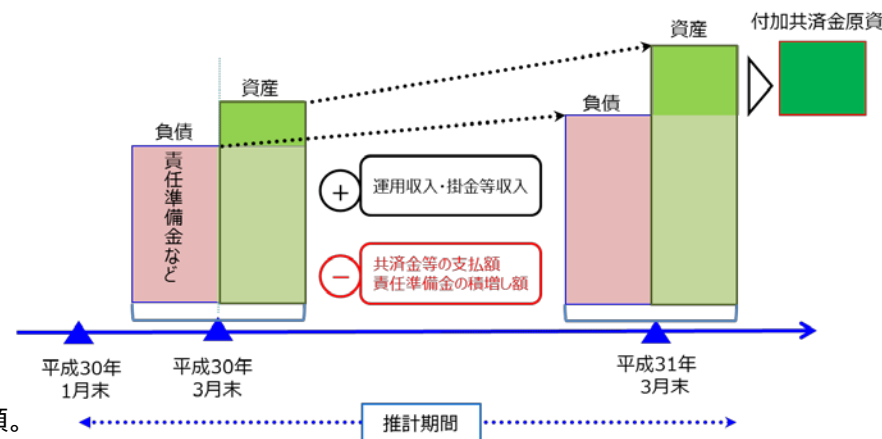 付加共済金原資
資産
資産
負債
負債
責任準備金など
＋
運用収入・掛金等収入
－
共済金等の支払額
責任準備金の積増し額
平成30年
1月末
平成30年
3月末
平成31年
3月末
。
推計期間